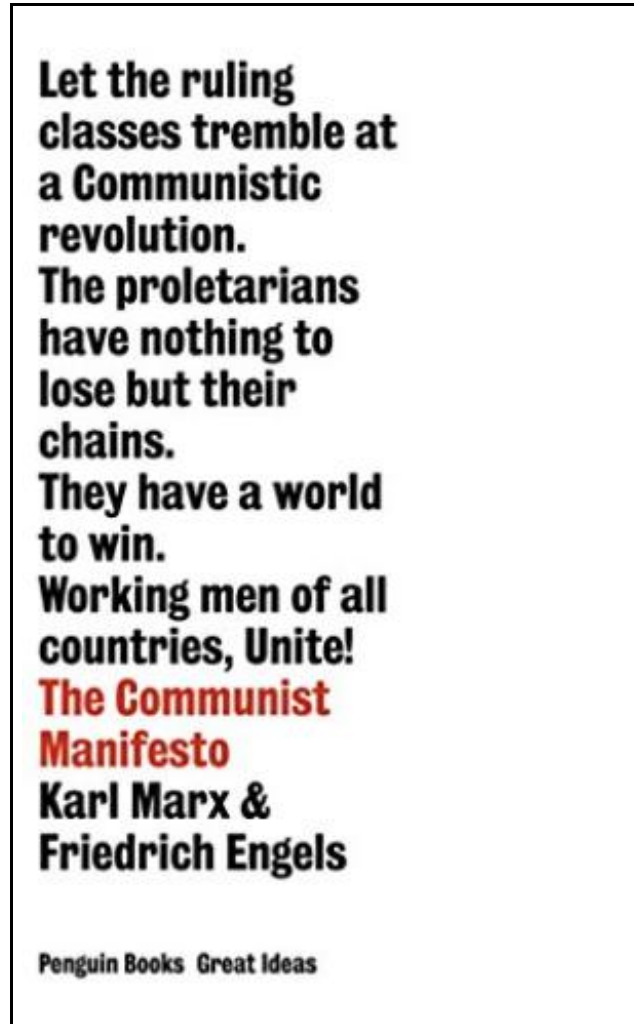 Let the ruling
classes tremble at
a Communistic
revolution.
The proletarians
have nothing to
lose but their
chains.
They have a world
to win.
Working men of all
countries, Unite!
The Communist
Manifesto
Karl Marx &
Friedrich Engels
Penguin Books Great Ideas